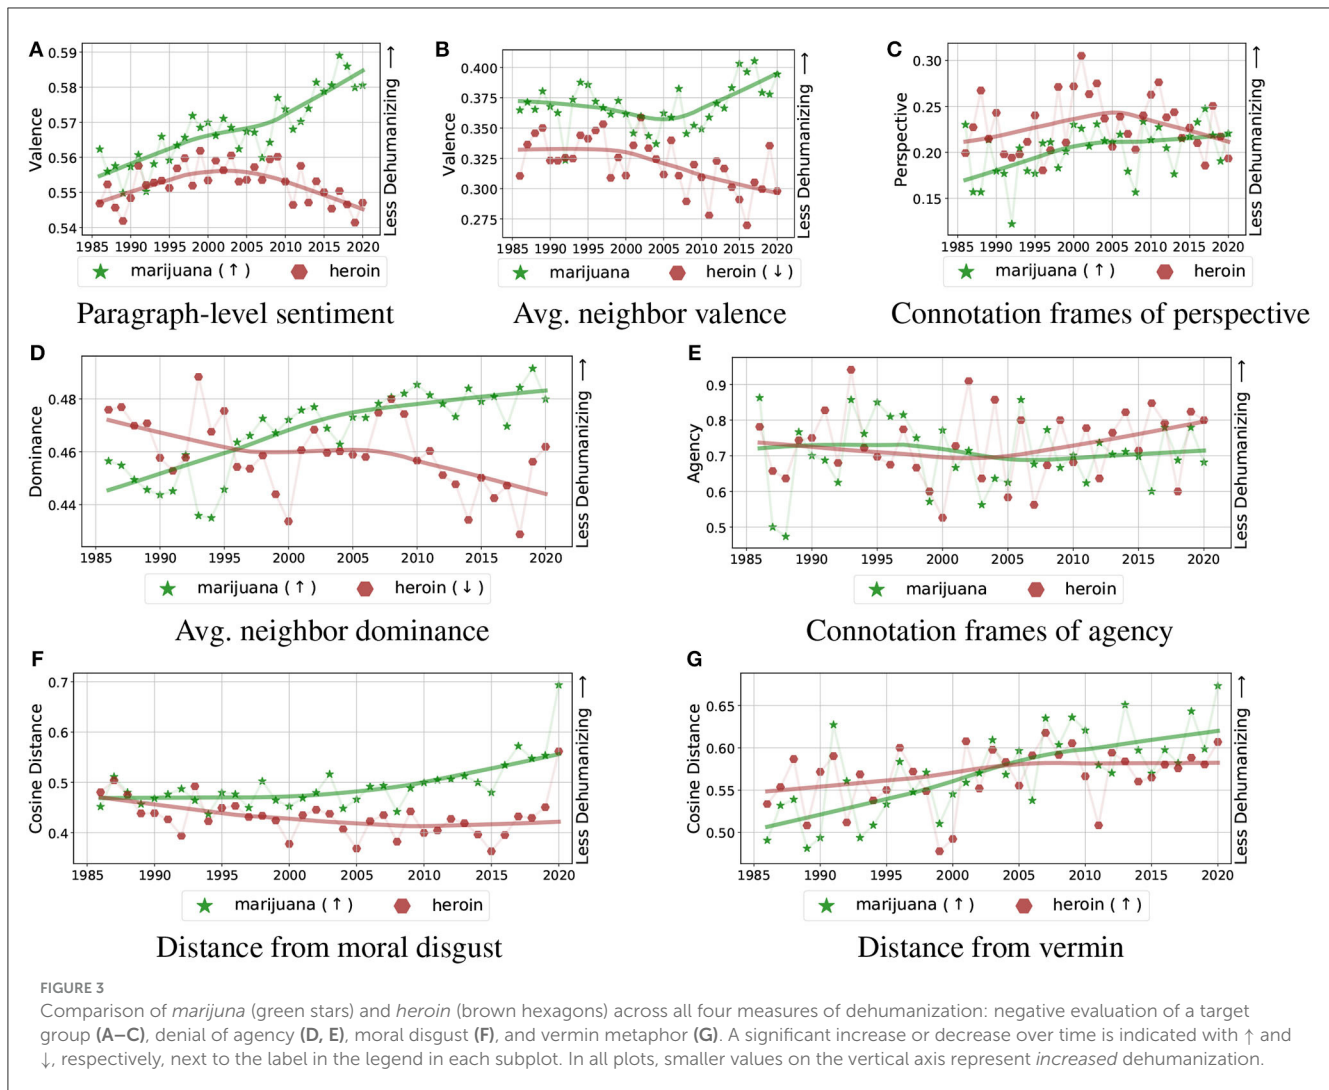 A
0.59
0.58
0.57
0.56
0.55
0.54
Valence
1985 1990 1995 2000 2005 2010 2015 2020
Less Dehumanizing →
marijuana (↑) heroin
Paragraph-level sentiment
B
0.400
0.375
0.350
0.325
0.300
0.275
Valence
1985 1990 1995 2000 2005 2010 2015 2020
Less Dehumanizing →
marijuana heroin (↓)
Avg. neighbor valence
C
0.30
0.25
0.20
0.15
Perspective
1985 1990 1995 2000 2005 2010 2015 2020
Less Dehumanizing →
marijuana (↑) heroin
Connotation frames of perspective
D
0.48
0.46
0.44
Dominance
1985 1990 1995 2000 2005 2010 2015 2020
Less Dehumanizing →
marijuana (↑) heroin (↓)
Avg. neighbor dominance
E
0.9
0.8
0.7
0.6
0.5
Agency
1985 1990 1995 2000 2005 2010 2015 2020
Less Dehumanizing →
marijuana heroin
Connotation frames of agency
F
0.7
0.6
0.5
0.4
Cosine Distance
1985 1990 1995 2000 2005 2010 2015 2020
Less Dehumanizing →
marijuana (↑) heroin
Distance from moral disgust
G
0.65
0.60
0.55
0.50
Cosine Distance
1985 1990 1995 2000 2005 2010 2015 2020
Less Dehumanizing →
marijuana (↑) heroin (↑)
Distance from vermin
FIGURE 3
Comparison of marijuna (green stars) and heroin (brown hexagons) across all four measures of dehumanization: negative evaluation of a target
group (A–C), denial of agency (D, E), moral disgust (F), and vermin metaphor (G). A significant increase or decrease over time is indicated with ↑ and
↓, respectively, next to the label in the legend in each subplot. In all plots, smaller values on the vertical axis represent increased dehumanization.